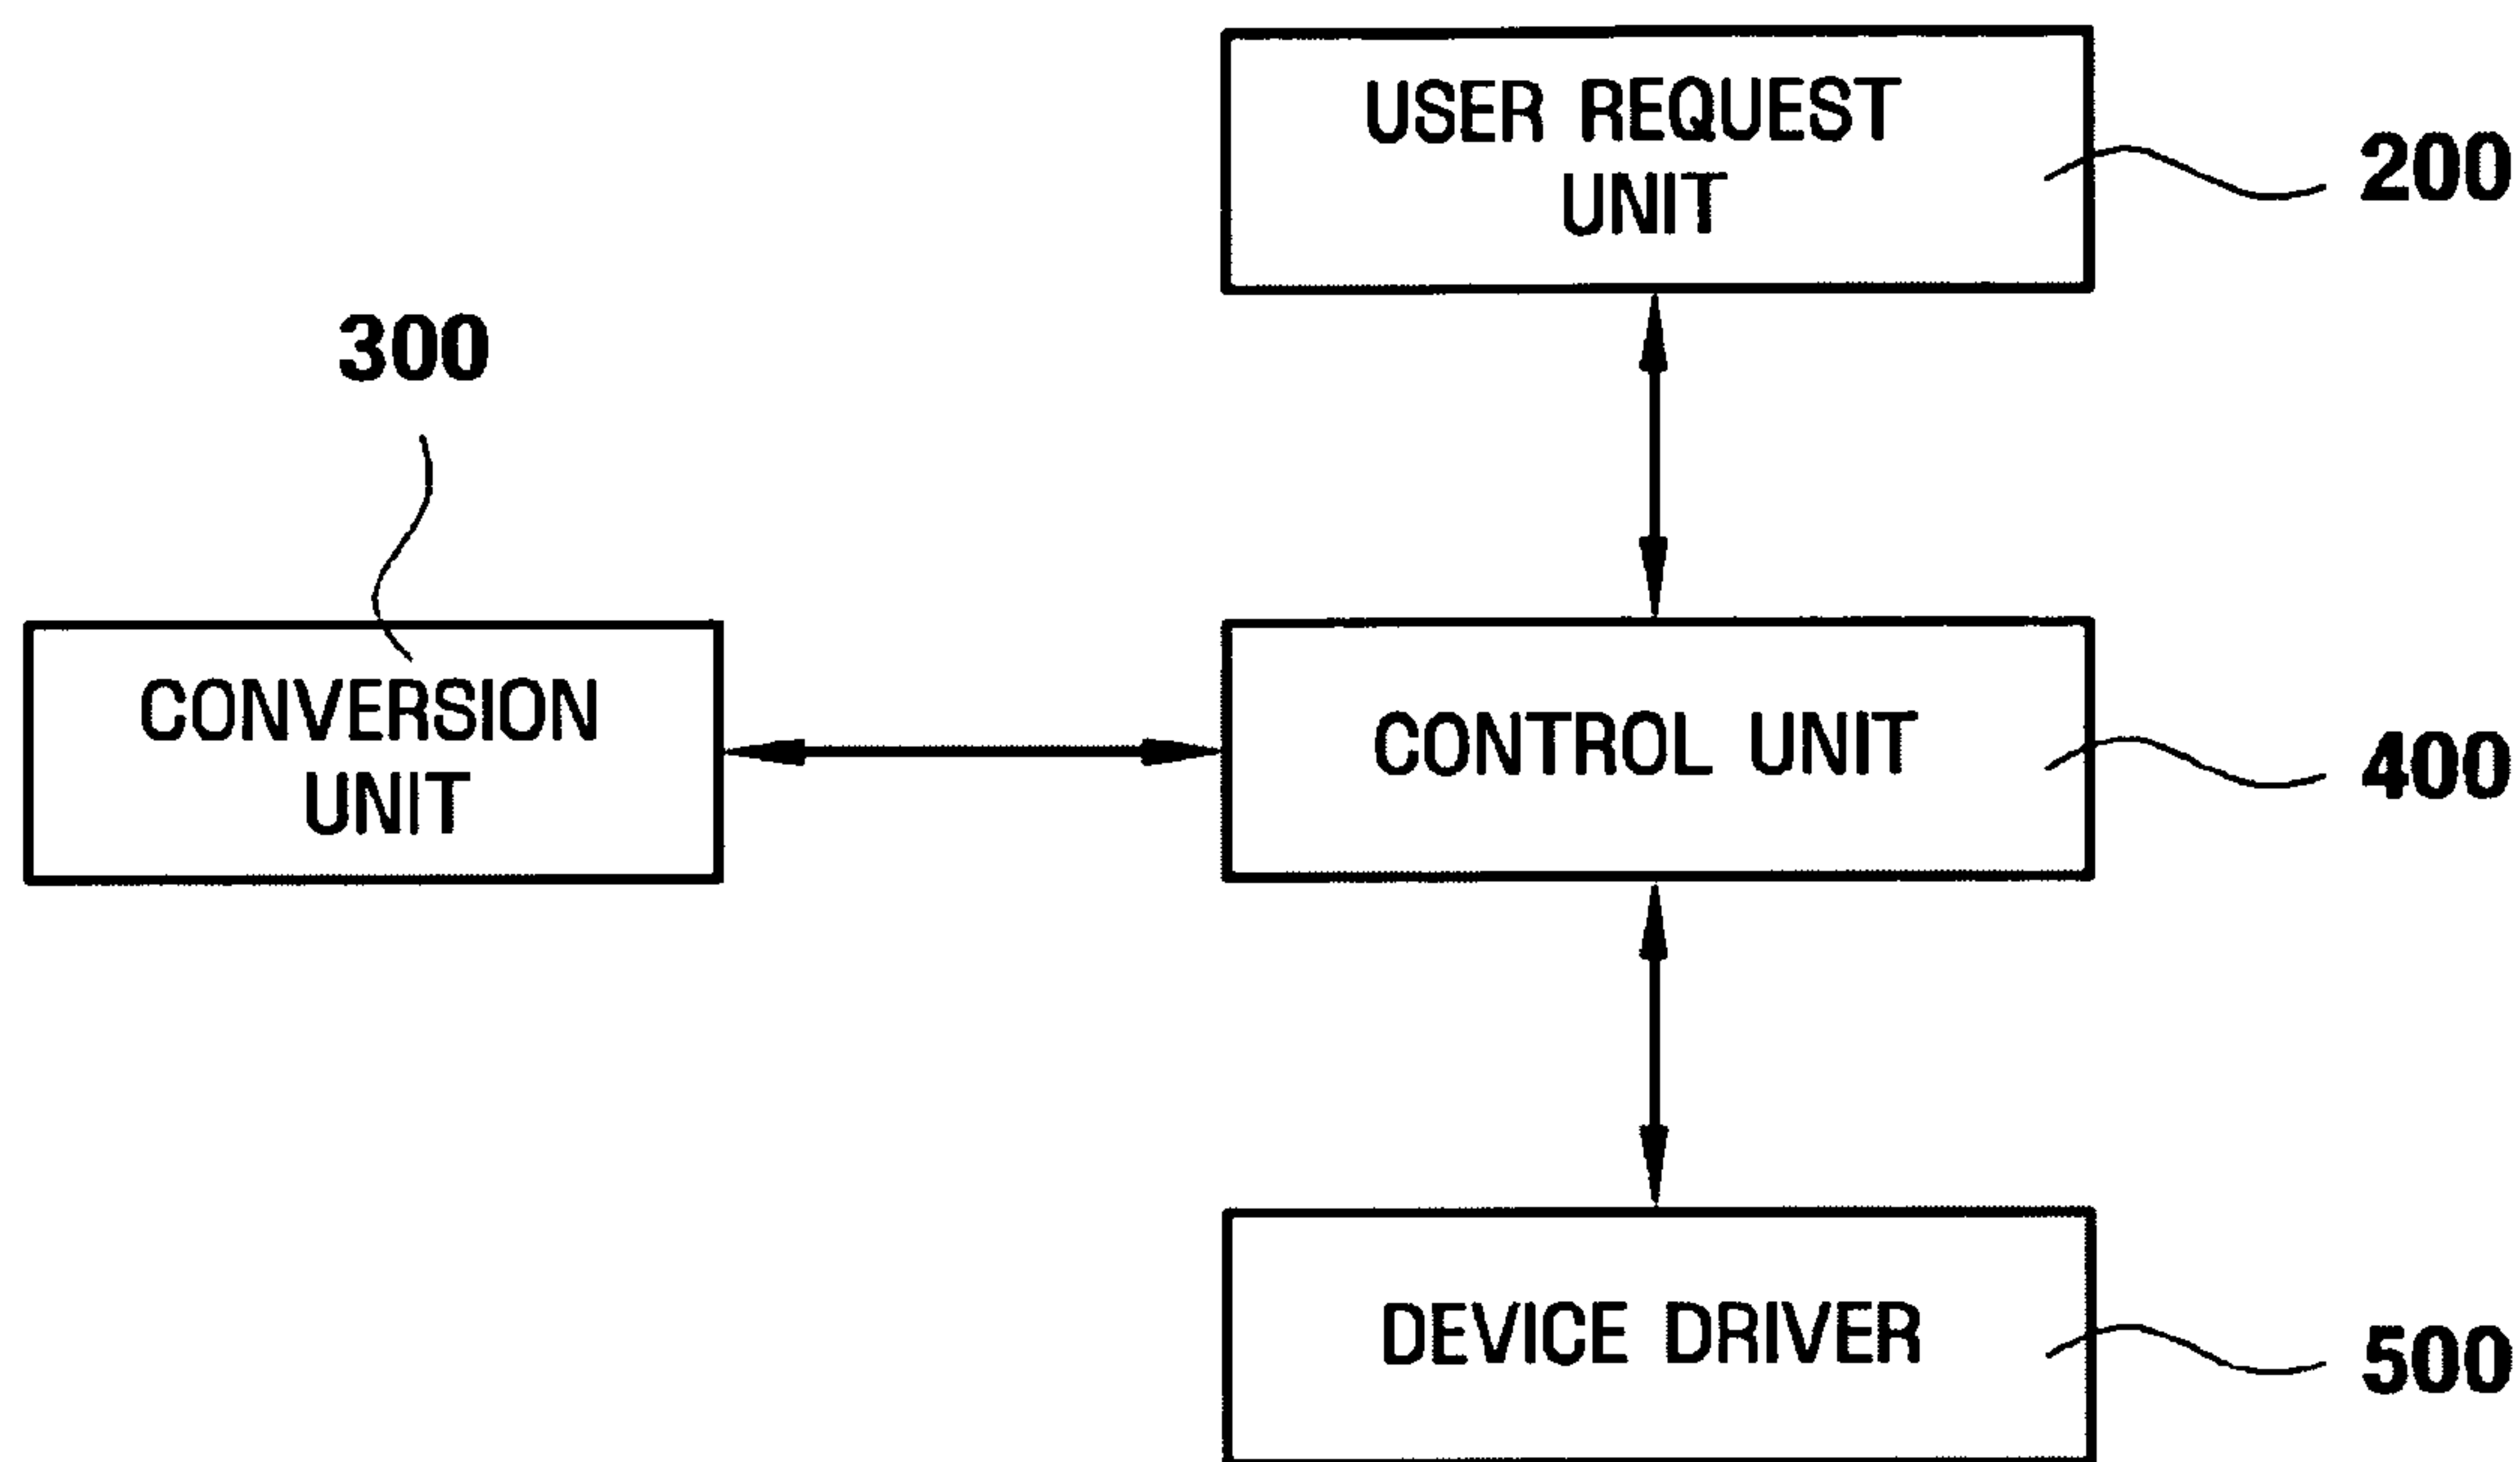 USER REQUEST
UNIT
200
300
CONVERSION
UNIT
CONTROL UNIT
400
DEVICE DRIVER
500